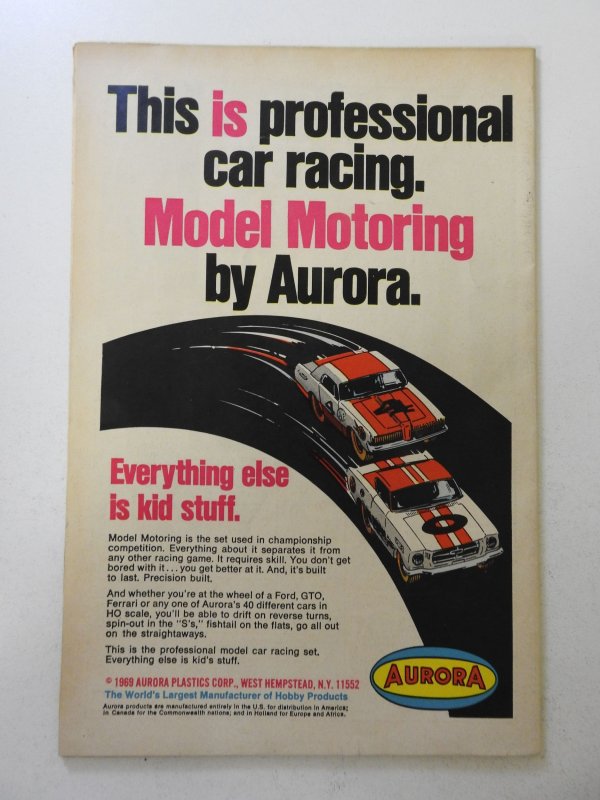 This is professional
car racing.
Model Motoring
by Aurora.
4
0
Everything else
is kid stuff.
Model Motoring is the set used in championship
competition. Everything about it separates it from
any other racing game. It requires skill. You don't get
bored with it...you get better at it. And, it's built
to last. Precision built.
And whether you're at the wheel of a Ford, GTO,
Ferrari or any one of Aurora's 40 different cars in
HO scale, you'll be able to drift on reverse turns,
spin-out in the "S's," fishtail on the flats, go all out
on the straightaways.
This is the professional model car racing set.
Everything else is kid's stuff.
© 1969 AURORA PLASTICS CORP., WEST HEMPSTEAD, N.Y. 11552
The World's Largest Manufacturer of Hobby Products
Aurora products are manufactured entirely in the U.S. for distribution in America;
in Canada for the Commonwealth nations; and in Holland for Europe and Africa.
AURORA